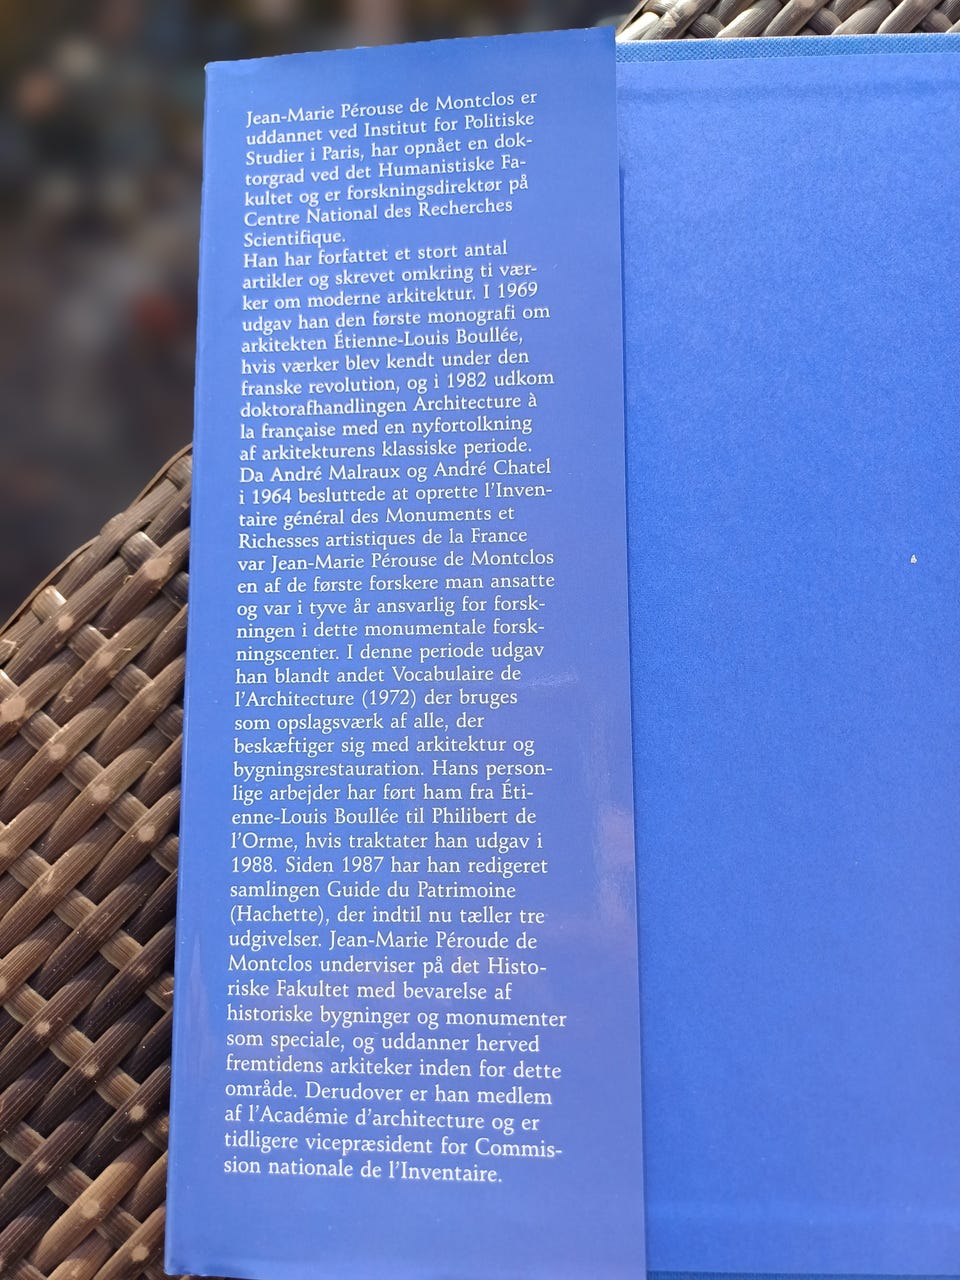 Jean-Marie Pérouse de Montclos er
uddannet ved Institut for Politiske
Studier i Paris, har opnået en dok-
torgrad ved det Humanistiske Fa-
kultet og er forskningsdirektør på
Centre National des Recherches
Scientifique.
Han har forfattet et stort antal
artikler og skrevet omkring ti vær-
ker om moderne arkitektur. I 1969
udgav han den første monografi om
arkitekten Étienne-Louis Boullée,
hvis værker blev kendt under den
franske revolution, og i 1982 udkom
doktorafhandlingen Architecture à
la française med en nyfortolkning
af arkitekturens klassiske periode.
Da André Malraux og André Chatel
i 1964 besluttede at oprette l'Inven-
taire général des Monuments et
Richesses artistiques de la France
var Jean-Marie Pérouse de Montclos
en af de første forskere man ansatte
og var i tyve år ansvarlig for forsk-
ningen i dette monumentale forsk-
ningscenter. I denne periode udgav
han blandt andet Vocabulaire de
l'Architecture (1972) der bruges
som opslagsværk af alle, der
beskæftiger sig med arkitektur og
bygningsrestauration. Hans person-
lige arbejder har ført ham fra Éti-
enne-Louis Boullée til Philibert de
l'Orme, hvis traktater han udgav i
1988. Siden 1987 har han redigeret
samlingen Guide du Patrimoine
(Hachette), der indtil nu tæller tre
udgivelser. Jean-Marie Péroude de
Montclos underviser på det Histo-
riske Fakultet med bevarelse af
historiske bygninger og monumenter
som speciale, og uddanner herved
fremtidens arkiteker inden for dette
område. Derudover er han medlem
af l'Académie d'architecture og er
tidligere vicepræsident for Commis-
sion nationale de l'Inventaire.